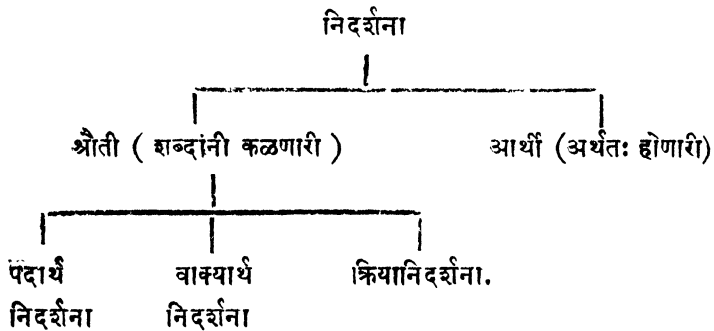 निदर्शना
श्रौती ( शब्दांनी कळणारी ) आर्थी (अर्थतः होणारी)
पदार्थ वाक्यार्थ क्रियानिदर्शना.
निदर्शना निदर्शना